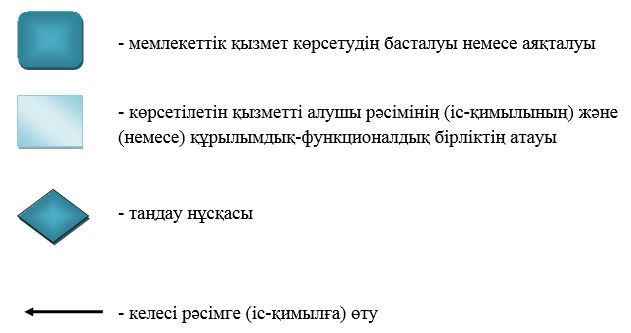 - мемлекеттік қызмет көрсетудің басталуы немесе аяқталуы
- көрсетілетін қызметті алушы рәсімінің (іс-қимылының) және
(немесе) құрылымдық-функционалдық бірліктің атауы
- таңдау нұсқасы
- келесі рәсімге (іс-қимылға) өту